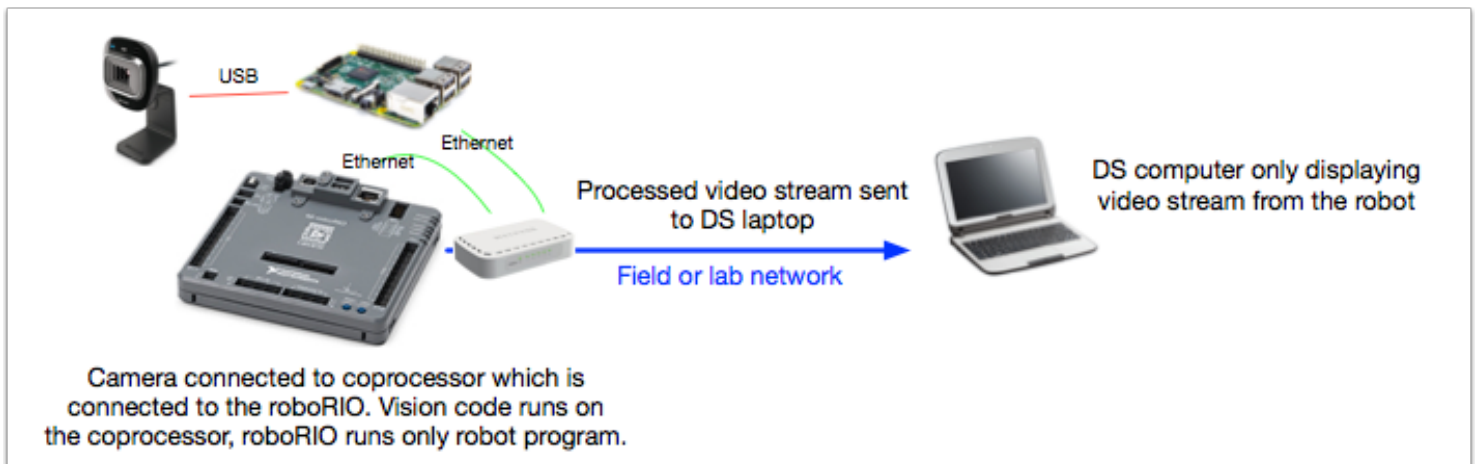 USB
Ethernet
Ethernet
Processed video stream sent
to DS laptop
Field or lab network
DS computer only displaying
video stream from the robot
Camera connected to coprocessor which is
connected to the roboRIO. Vision code runs on
the coprocessor, roboRIO runs only robot program.